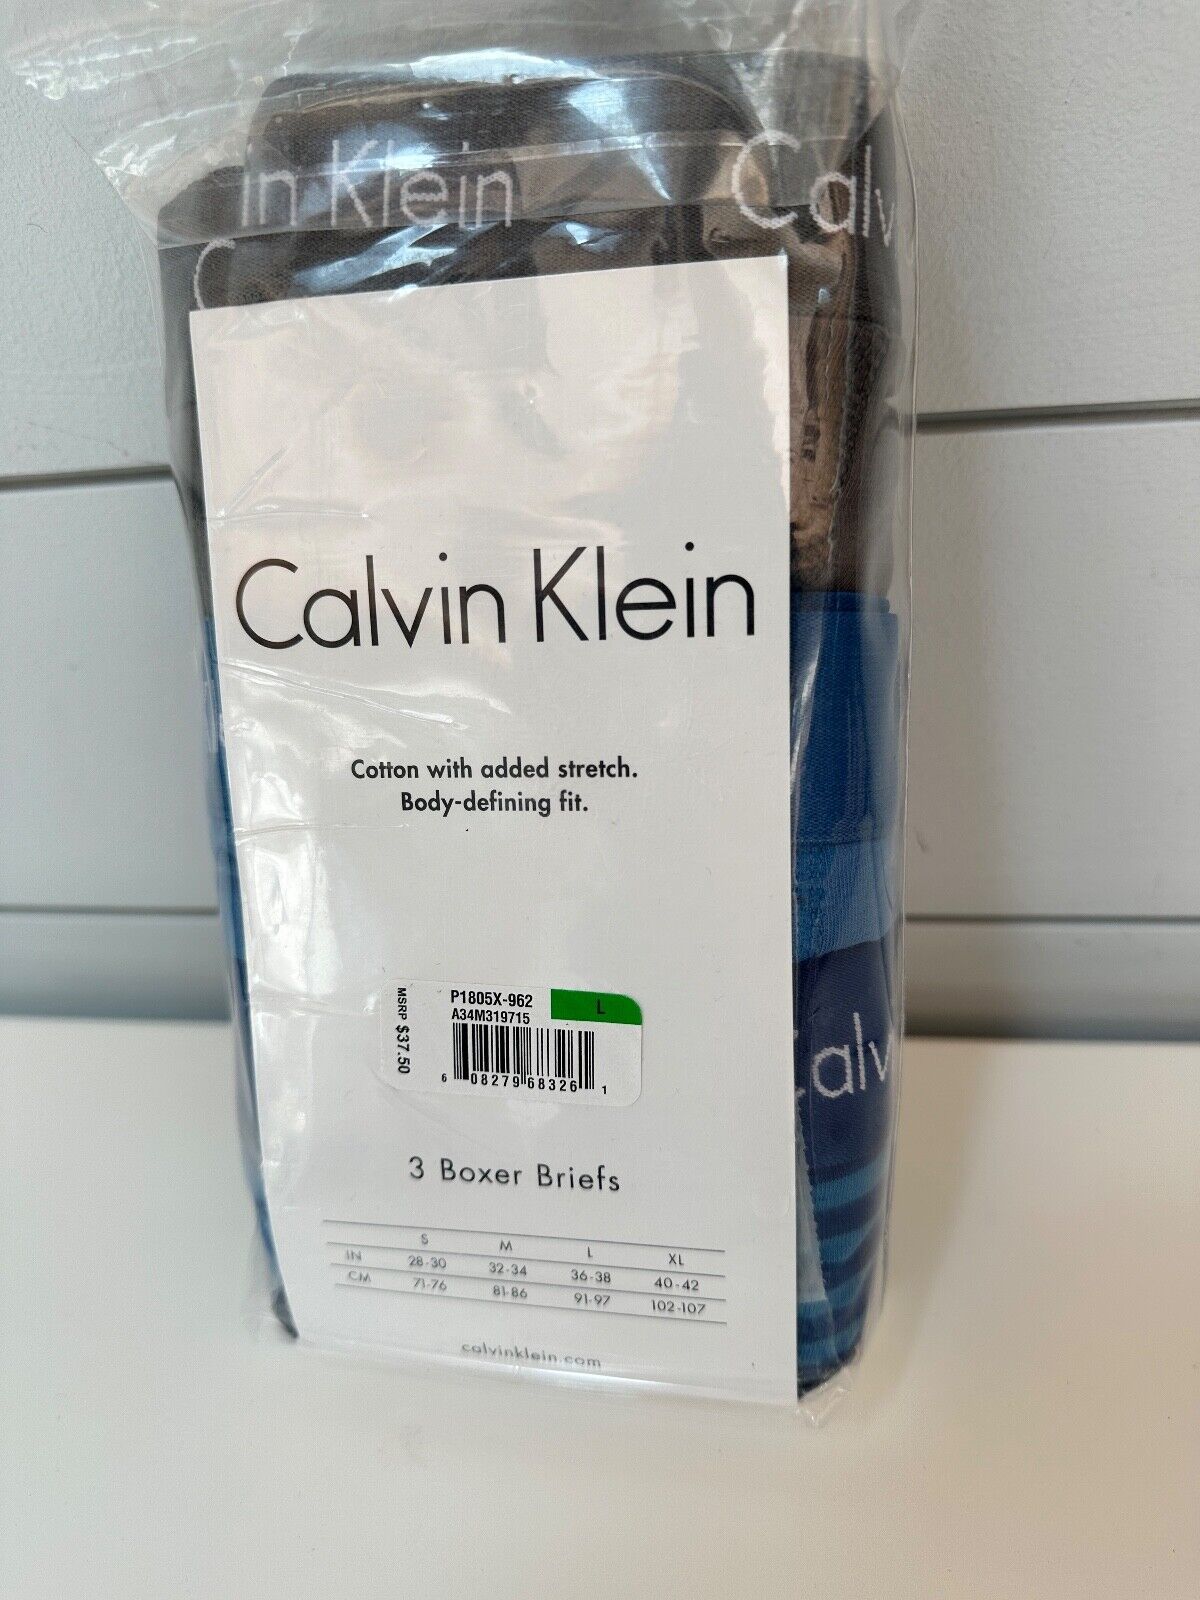 in Klein
Calv
C
Calvin Klein
Cotton with added stretch.
Body-defining fit.
P1805X-962
L
A34M319715
MSRP $37.50
6 08279 68326 1
alv
3 Boxer Briefs
S M L XL
IN 28-30 32-34 36-38 40-42
CM 71-76 81-86 91-97 102-107
calvinklein.com